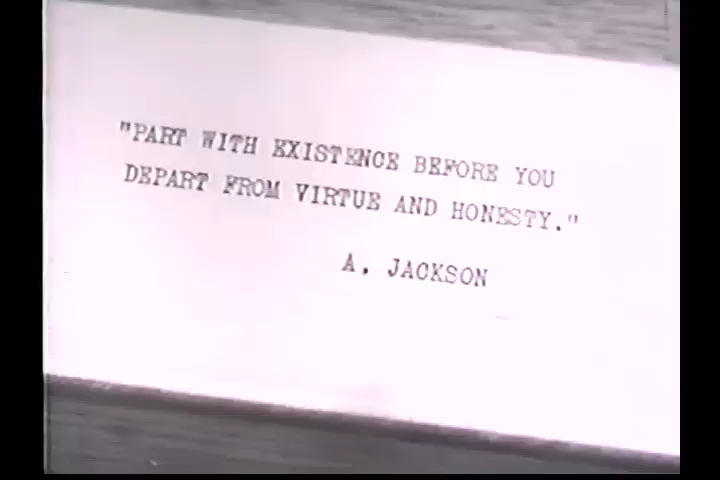 "PART WITH EXISTENCE BEFORE YOU
DEPART FROM VIRTUE AND HONESTY."
A. JACKSON